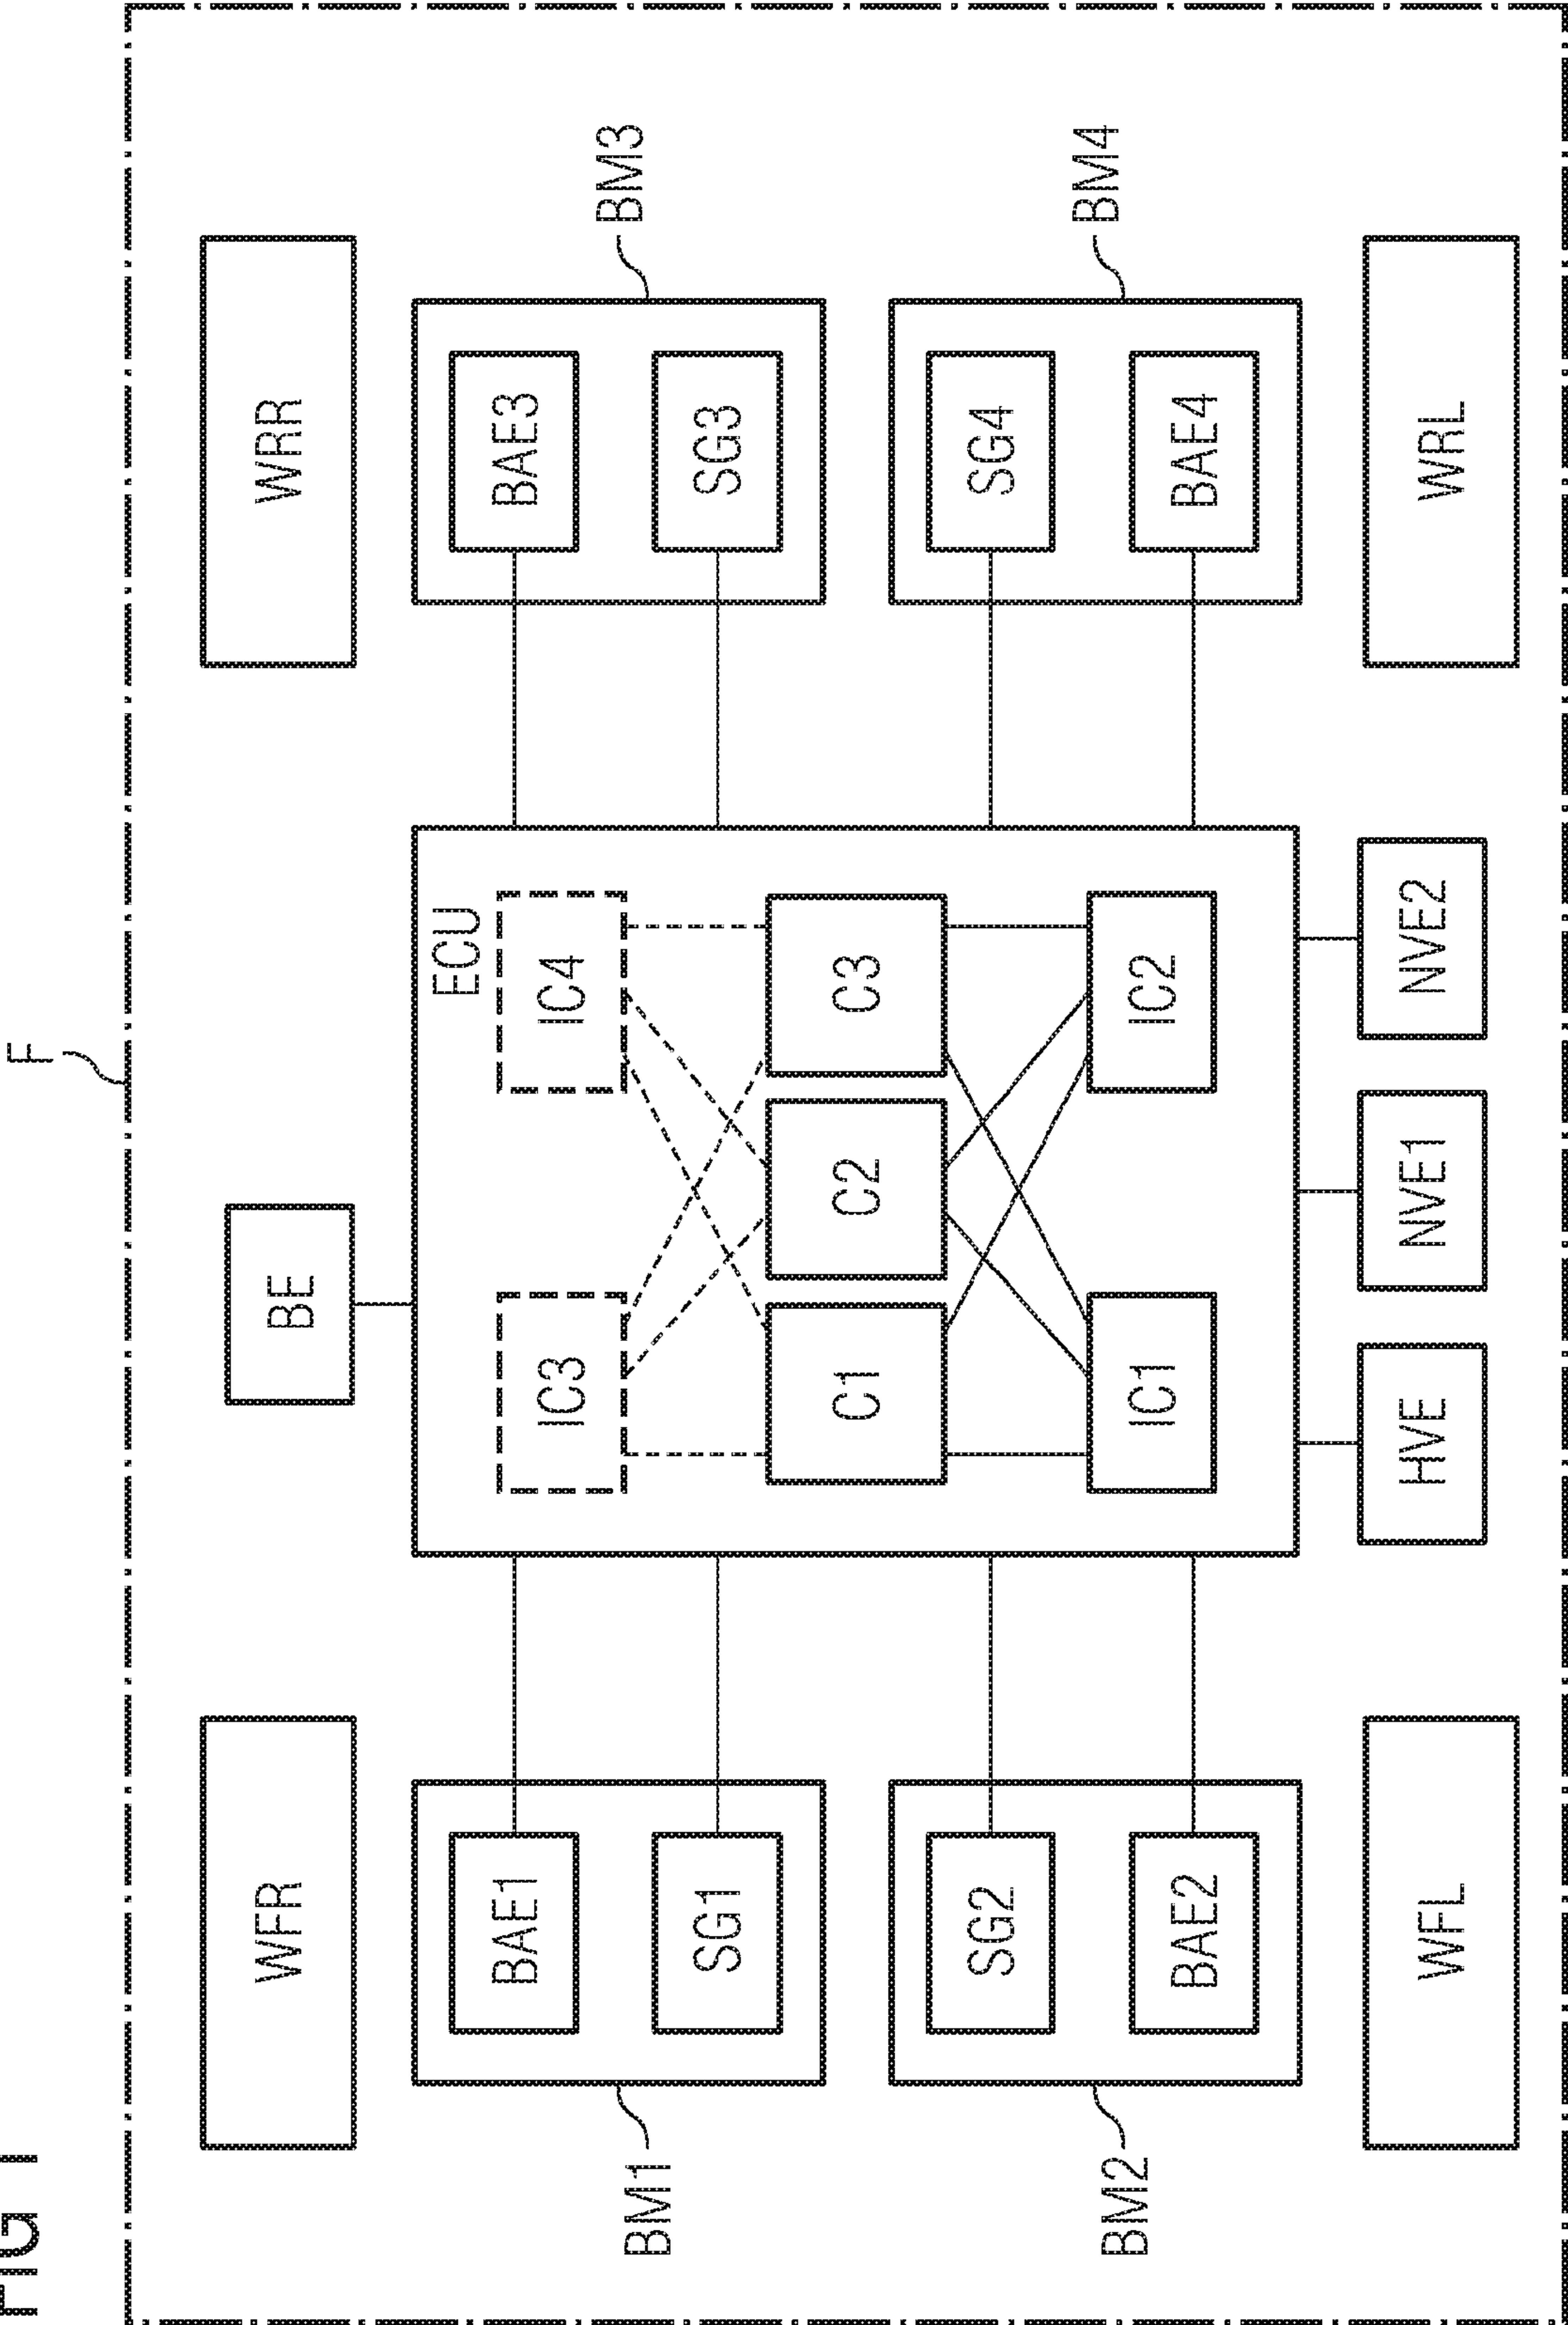 FIG 1
F
WFR
BE
WRR
BM1
BAE1
SG1
ECU
IC3
IC4
C1
C2
C3
IC1
IC2
BAE3
SG3
BM3
BM2
SG2
BAE2
SG4
BAE4
BM4
WFL
HVE
NVE1
NVE2
WRL